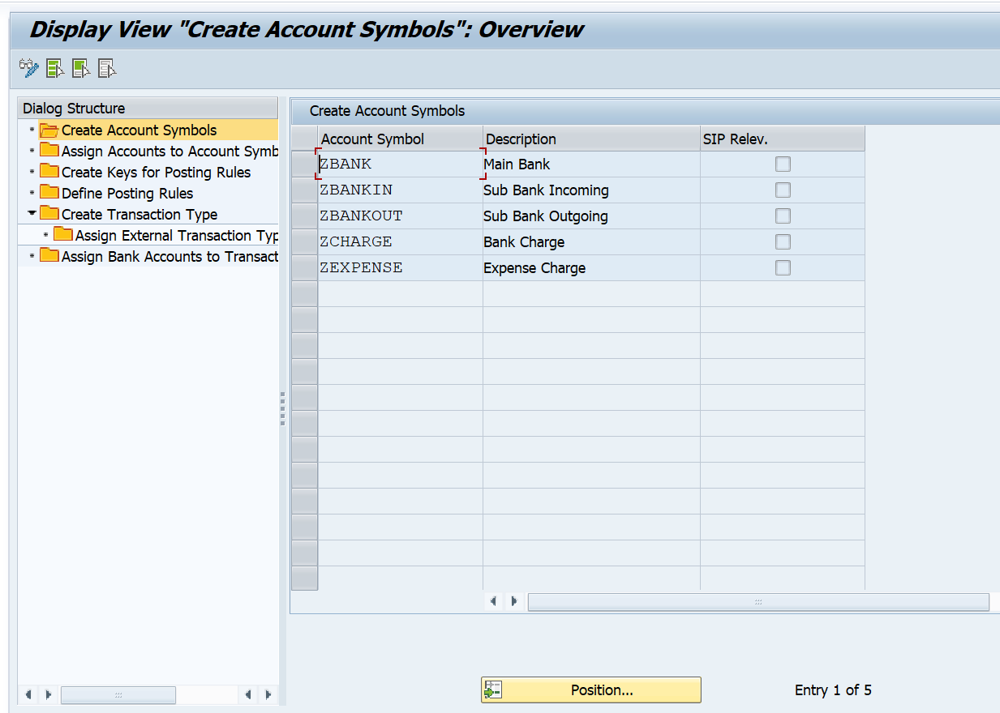 Display View "Create Account Symbols": Overview
Dialog Structure
Create Account Symbols
Assign Accounts to Account Symb
Create Keys for Posting Rules
Define Posting Rules
Create Transaction Type
Assign External Transaction Typ
Assign Bank Accounts to Transact
Create Account Symbols
Account Symbol Description SIP Relev.
ZBANK Main Bank
ZBANKIN Sub Bank Incoming
ZBANKOUT Sub Bank Outgoing
ZCHARGE Bank Charge
ZEXPENSE Expense Charge
Position... Entry 1 of 5